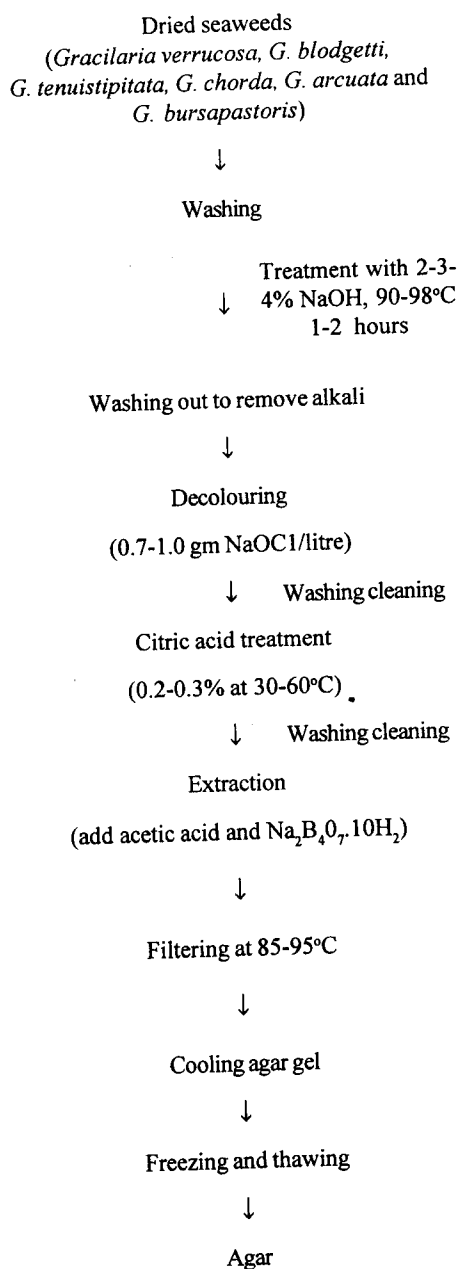 Dried seaweeds
(Gracilaria verrucosa, G. blodgetti,
G. tenuistipitata, G. chorda, G. arcuata and
G. bursapastoris)
↓
Washing
Treatment with 2-3-
↓ 4% NaOH, 90-98°C
1-2 hours
Washing out to remove alkali
↓
Decolouring
(0.7-1.0 gm NaOC1/litre)
↓ Washing cleaning
Citric acid treatment
(0.2-0.3% at 30-60°C)
↓ Washing cleaning
Extraction
(add acetic acid and Na₂B₄0₇.10H₂)
↓
Filtering at 85-95°C
↓
Cooling agar gel
↓
Freezing and thawing
↓
Agar